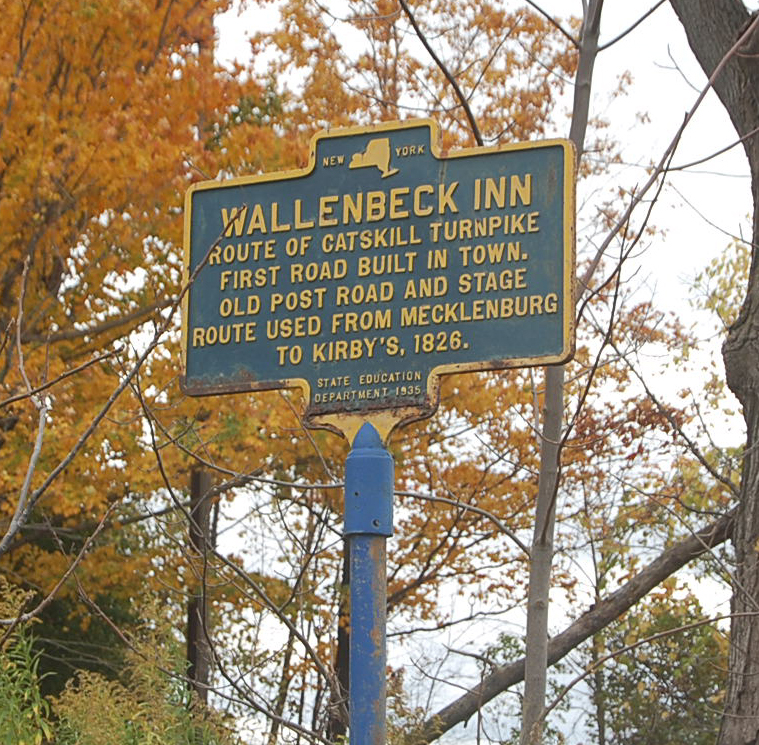 NEW YORK
WALLENBECK INN
ROUTE OF CATSKILL TURNPIKE
FIRST ROAD BUILT IN TOWN.
OLD POST ROAD AND STAGE
ROUTE USED FROM MECKLENBURG
TO KIRBY'S, 1826.
STATE EDUCATION
DEPARTMENT 1935